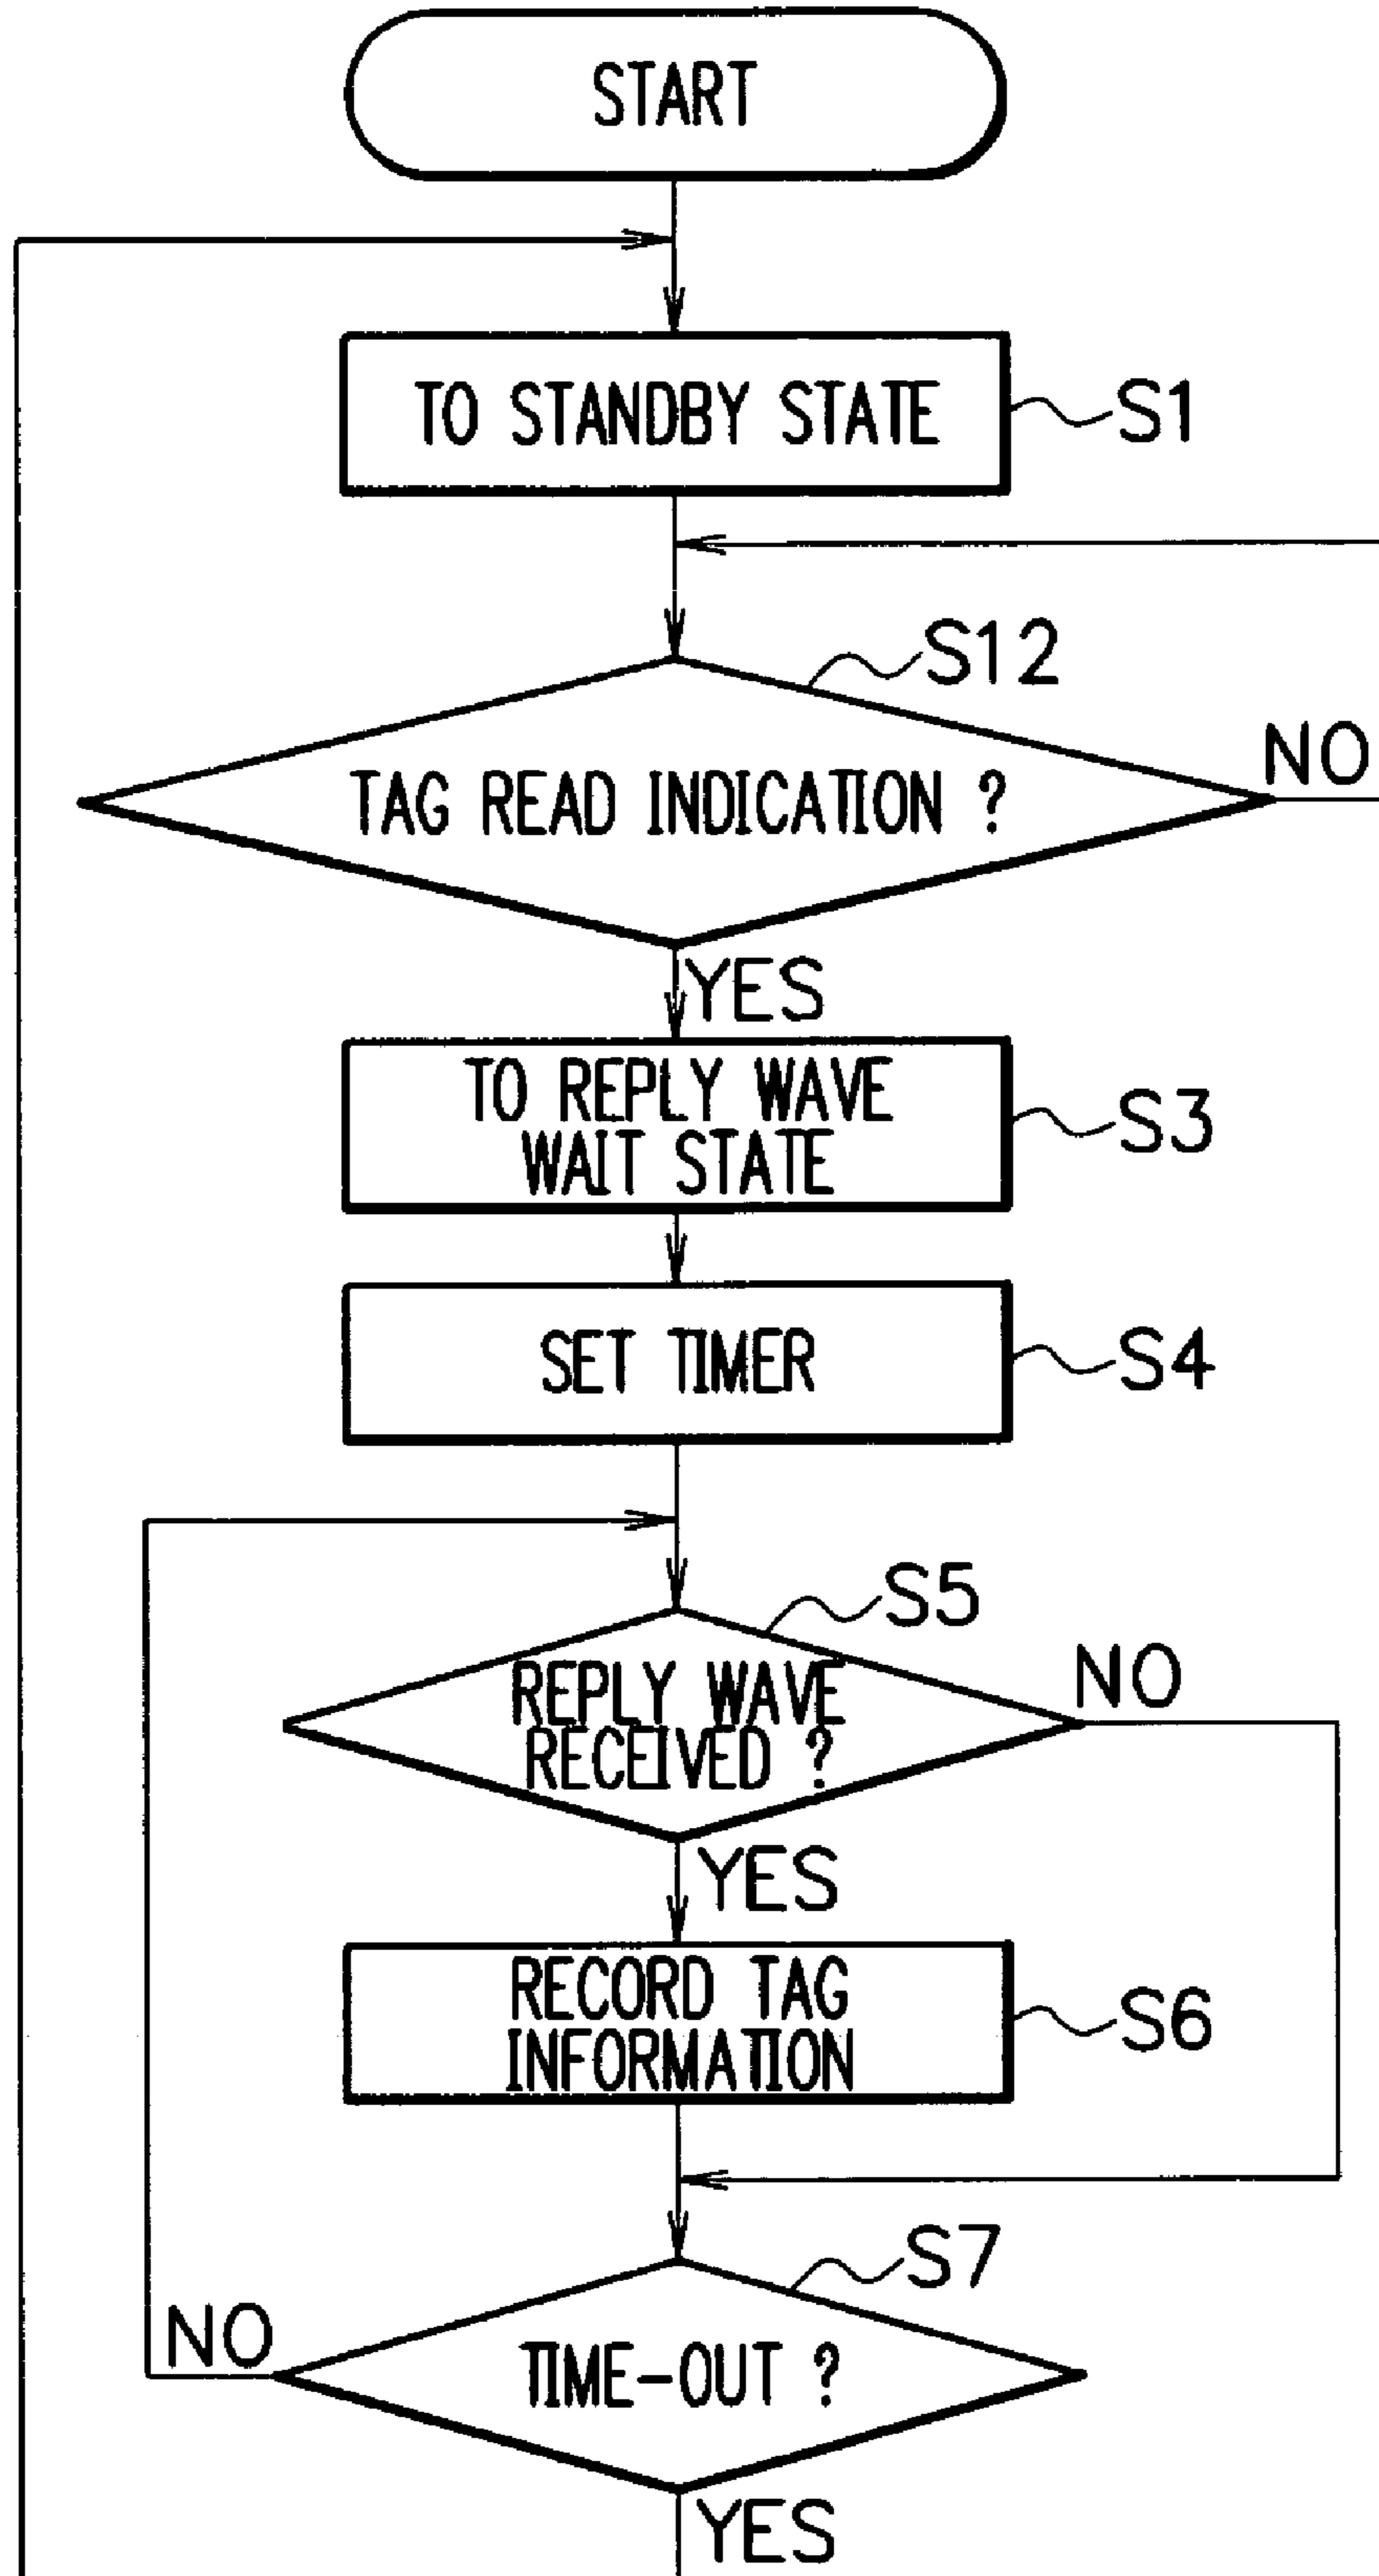 START
TO STANDBY STATE
S1
S12
TAG READ INDICATION ?
NO
YES
TO REPLY WAVE
WAIT STATE
S3
SET TIMER
S4
S5
REPLY WAVE
RECEIVED ?
NO
YES
RECORD TAG
INFORMATION
S6
S7
NO
TIME-OUT ?
YES